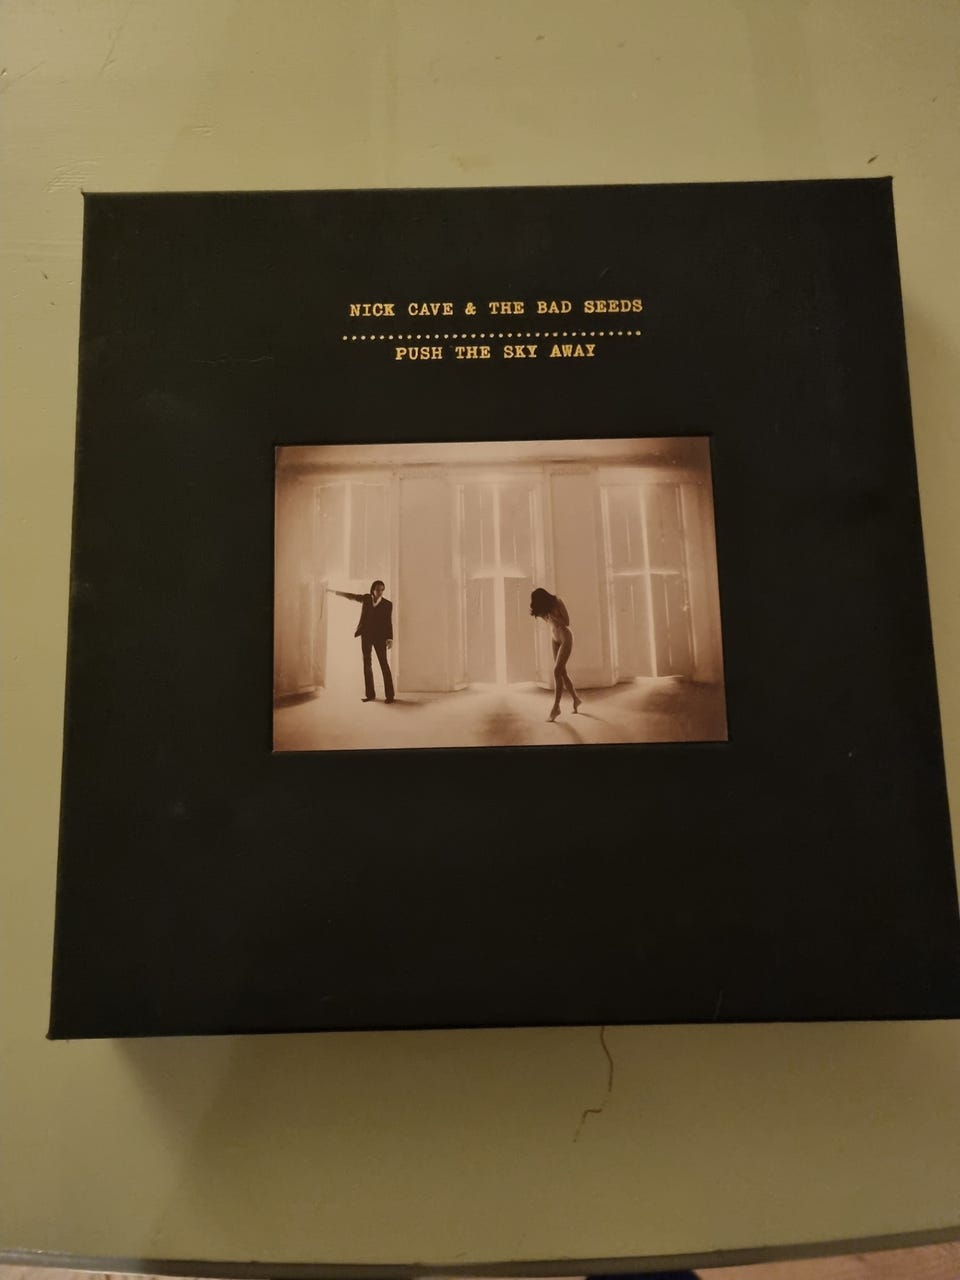 NICK CAVE & THE BAD SEEDS
PUSH THE SKY AWAY